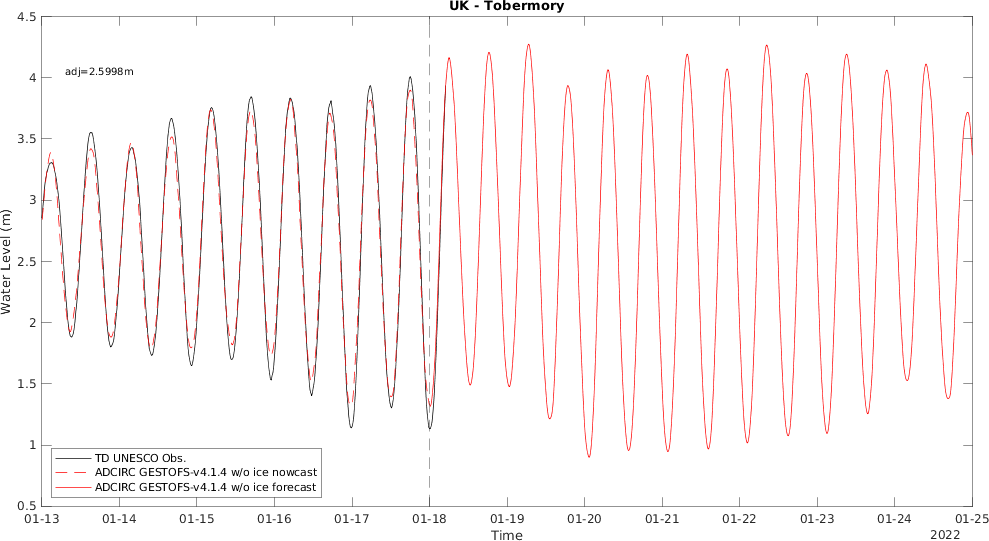 UK - Tobermory
adj=2.5998m
Water Level (m)
4.5
4
3.5
3
2.5
2
1.5
1
0.5
TD UNESCO Obs.
ADCIRC GESTOFS-v4.1.4 w/o ice nowcast
ADCIRC GESTOFS-v4.1.4 w/o ice forecast
01-13 01-14 01-15 01-16 01-17 01-18 01-19 01-20 01-21 01-22 01-23 01-24 01-25
Time
2022